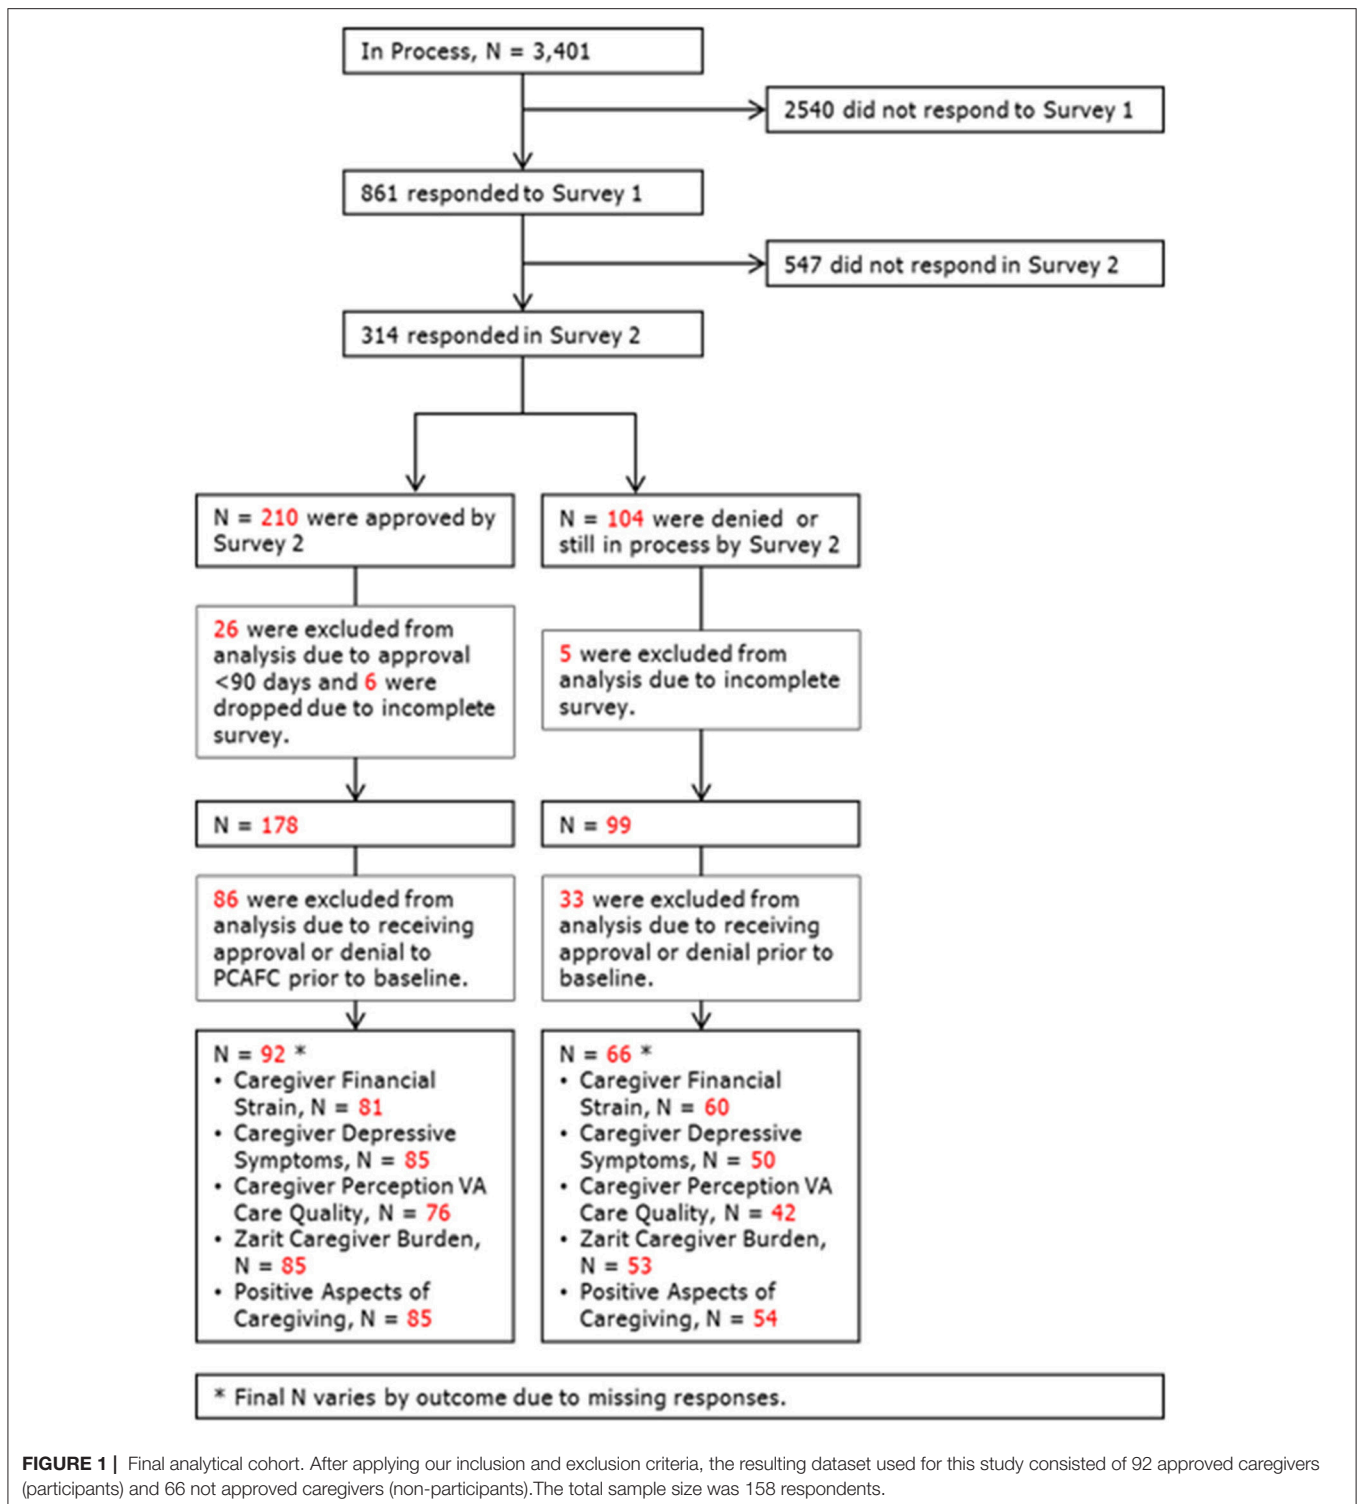 In Process, N = 3,401
2540 did not respond to Survey 1
861 responded to Survey 1
547 did not respond in Survey 2
314 responded in Survey 2
N = 210 were approved by
Survey 2
N = 104 were denied or
still in process by Survey 2
26 were excluded from
analysis due to approval
<90 days and 6 were
dropped due to incomplete
survey.
5 were excluded from
analysis due to incomplete
survey.
N = 178
N = 99
86 were excluded from
analysis due to receiving
approval or denial to
PCAFC prior to baseline.
33 were excluded from
analysis due to receiving
approval or denial prior to
baseline.
N = 92 *
• Caregiver Financial
Strain, N = 81
• Caregiver Depressive
Symptoms, N = 85
• Caregiver Perception VA
Care Quality, N = 76
• Zarit Caregiver Burden,
N = 85
• Positive Aspects of
Caregiving, N = 85
N = 66 *
• Caregiver Financial
Strain, N = 60
• Caregiver Depressive
Symptoms, N = 50
• Caregiver Perception VA
Care Quality, N = 42
• Zarit Caregiver Burden,
N = 53
• Positive Aspects of
Caregiving, N = 54
* Final N varies by outcome due to missing responses.
FIGURE 1 | Final analytical cohort. After applying our inclusion and exclusion criteria, the resulting dataset used for this study consisted of 92 approved caregivers
(participants) and 66 not approved caregivers (non-participants).The total sample size was 158 respondents.